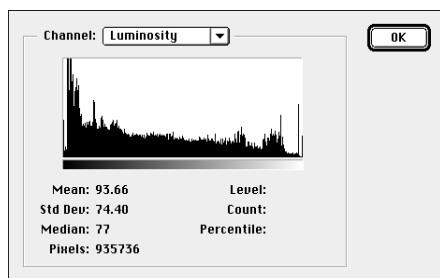 Channel: Luminosity
OK
Mean: 93.66 Level:
Std Dev: 74.40 Count:
Median: 77 Percentile:
Pixels: 935736